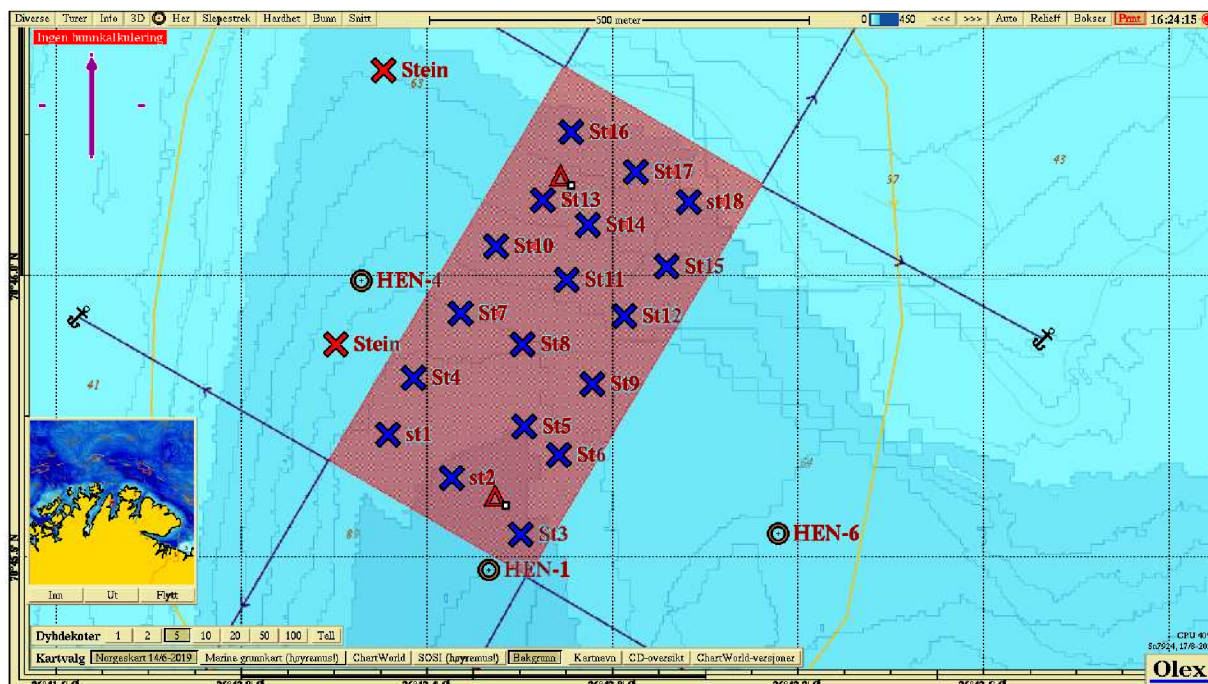 Diverse Turer Info 3D Her Slepestrek Hardhet Bunn Snitt 500 meter 0 450 <<< >>> Auto Relieff Bokser Print 16:24:15
Ingen bunnkalkulering
Stein
63
St16
St17
St13
st18
St14
St10
St15
St11
HEN-4
St7
St12
Stein
St8
St4
St9
st1
St5
St6
st2
St3
HEN-6
HEN-1
43
37
41
64
Inn Ut Flytt
Dybdekoter 1 2 5 10 20 50 100 Tall
Kartvalg Norgeskart 14/6-2019 Marine grunnkart (høyremus!) ChartWorld SOSI (høyremus!) Bakgrunn Kartnavn CD-oversikt ChartWorld-versjoner
Olex